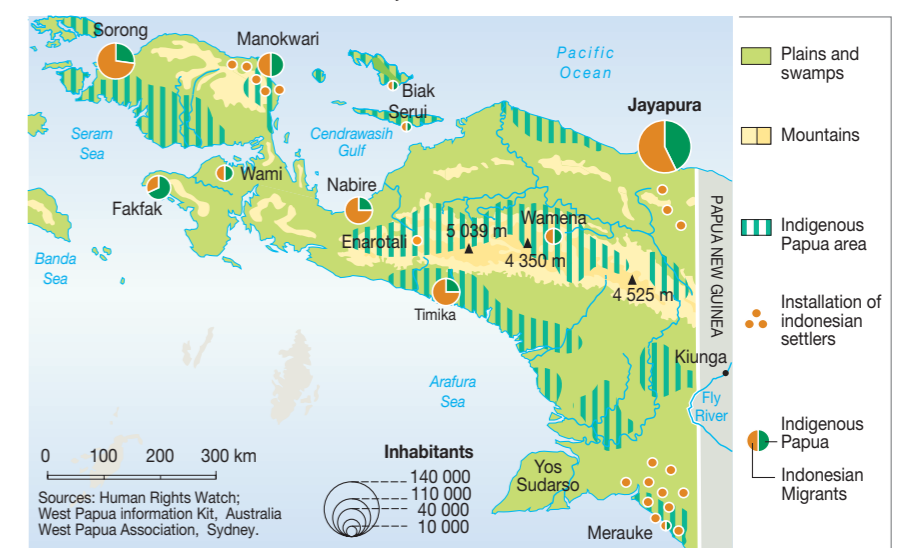 Sorong
Manokwari
Pacific
Ocean
Biak
Serui
Jayapura
Seram
Sea
Cendrawasih
Gulf
Wami
Nabire
Fakfak
Enarotali
5 039 m
Wamena
4 350 m
4 525 m
Banda
Sea
Timika
PAPUA NEW GUINEA
Kiunga
Arafura
Sea
Fly
River
Yos
Sudarso
Merauke
0 100 200 300 km
Sources: Human Rights Watch;
West Papua information Kit, Australia
West Papua Association, Sydney.
Inhabitants
140 000
110 000
40 000
10 000
Plains and
swamps
Mountains
Indigenous
Papua area
Installation of
indonesian
settlers
Indigenous
Papua
Indonesian
Migrants